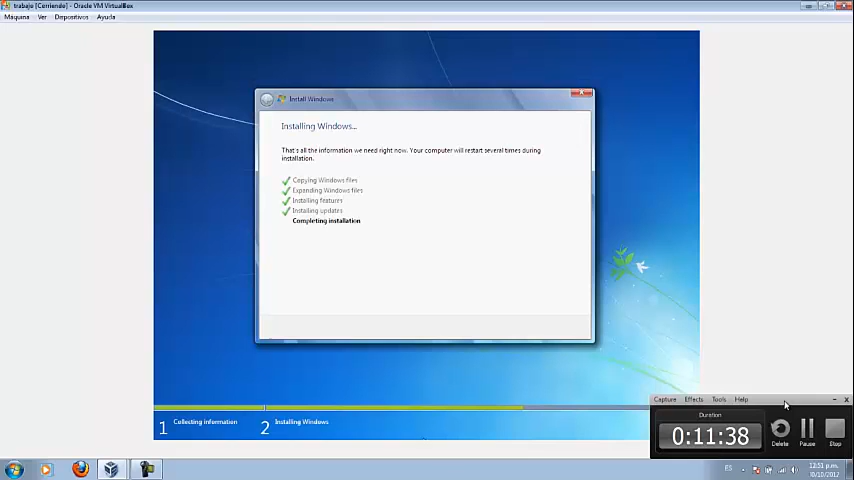 trabaje [Corriendo] - Oracle VM VirtualBox
Máquina Ver Dispositivos Ayuda
Install Windows
Installing Windows...
That's all the information we need right now. Your computer will restart several times during
installation.
Copying Windows files
Expanding Windows files
Installing features
Installing updates
Completing installation
1 Collecting information 2 Installing Windows
Capture Effects Tools Help
Duration
0:11:38
Delete Pause Stop
ES
12:51 p.m.
/10/2012